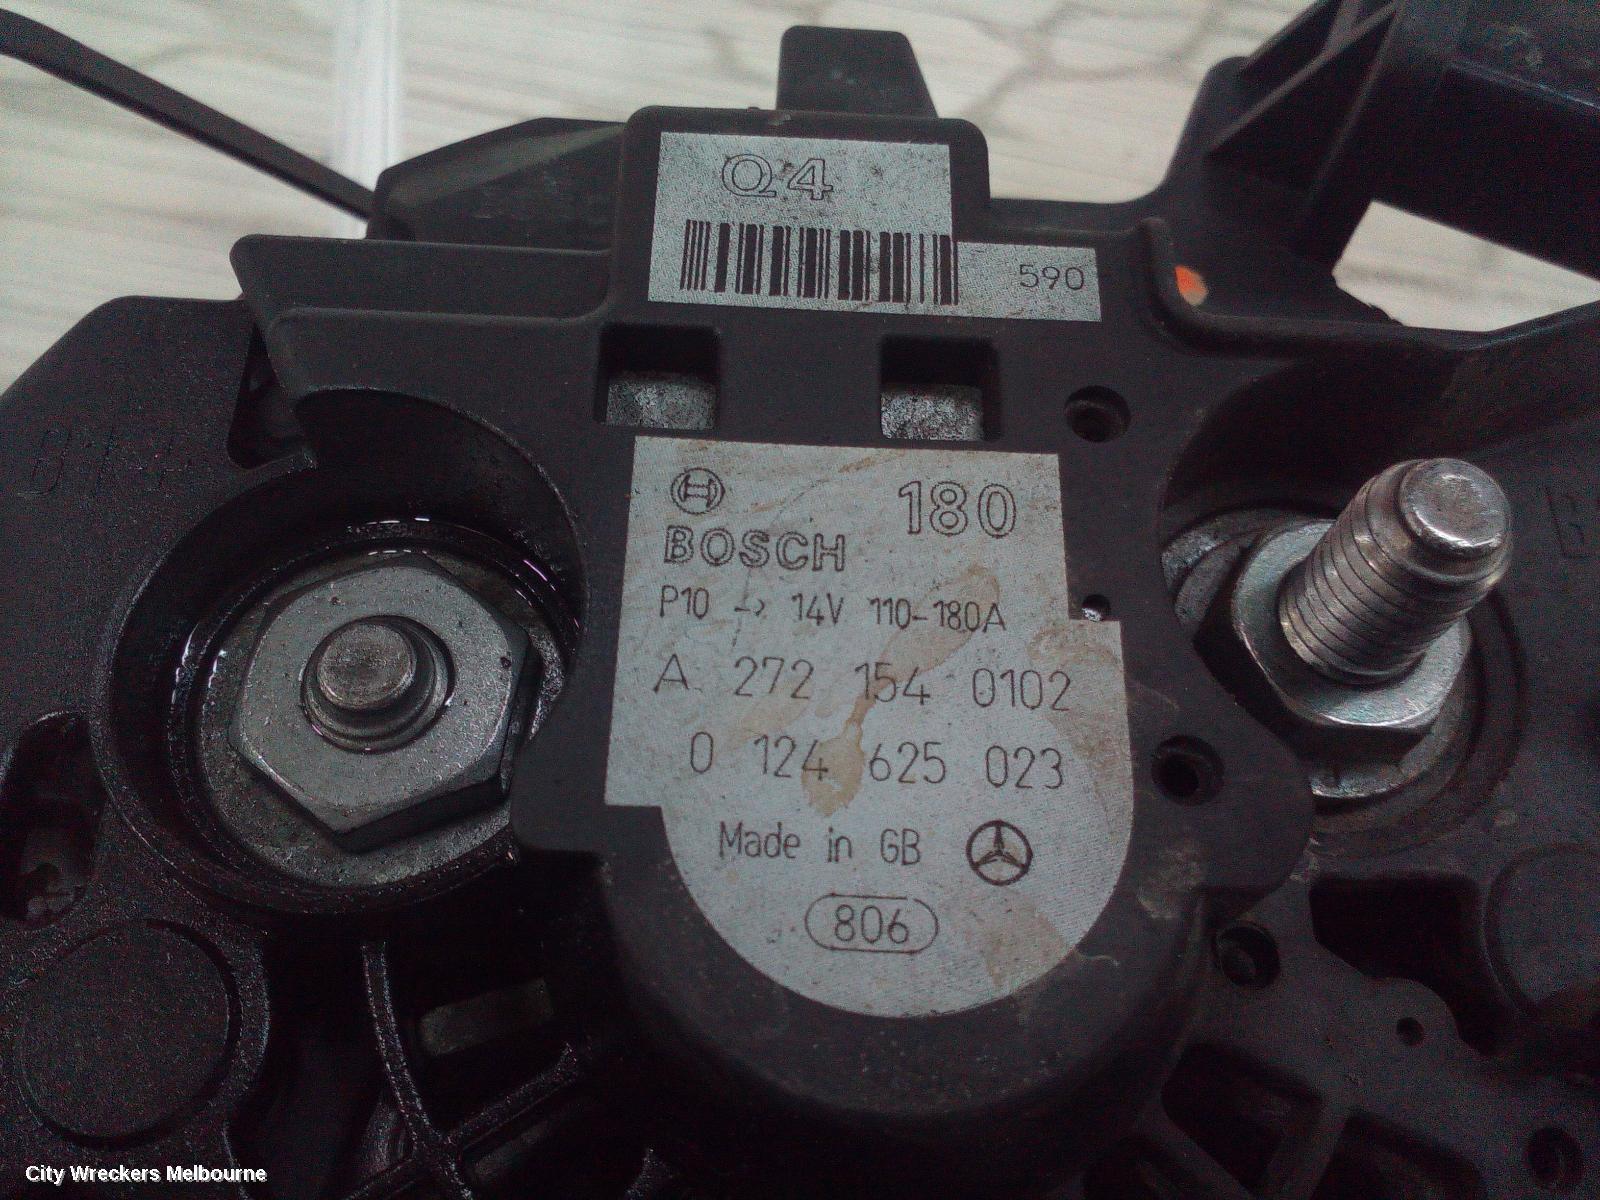 Q4
590
BOSCH 180
P10 -> 14V 110-180A
A 272 154 0102
0 124 625 023
Made in GB
806
City Wreckers Melbourne